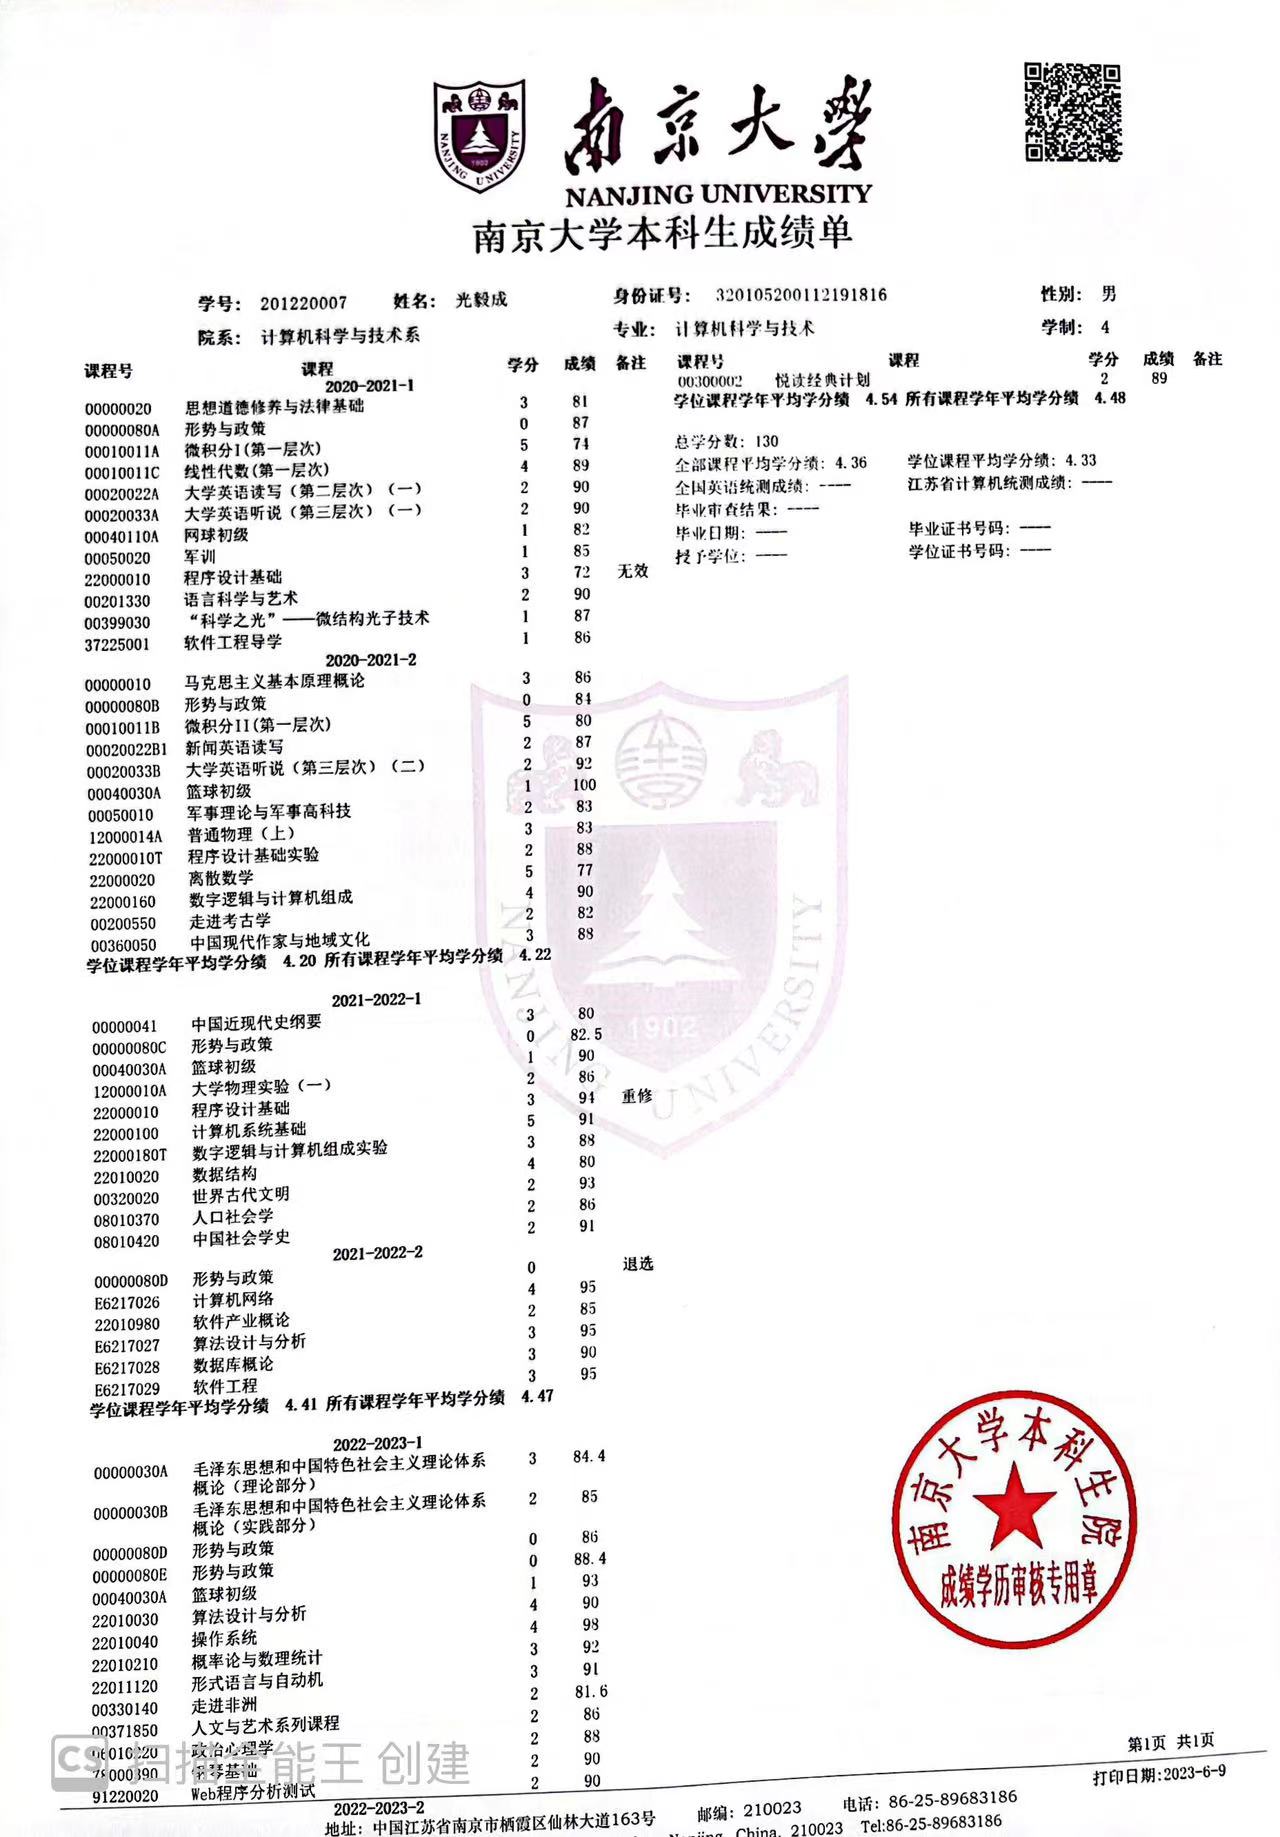 NANJING UNIVERSITY
1902
南京大學
NANJING UNIVERSITY
南京大学本科生成绩单
学号: 201220007 姓名: 光毅成 身份证号: 320105200112191816 性别: 男
院系: 计算机科学与技术系 专业: 计算机科学与技术 学制: 4
课程号 课程 学分 成绩 备注
2020-2021-1
00000020 思想道德修养与法律基础 3 81
00000080A 形势与政策 0 87
00010011A 微积分I(第一层次) 5 74
00010011C 线性代数(第一层次) 4 89
00020022A 大学英语读写（第二层次）（一） 2 90
00020033A 大学英语听说（第三层次）（一） 2 90
00040110A 网球初级 1 82
00050020 军训 1 85
22000010 程序设计基础 3 72 无效
00201330 语言科学与艺术 2 90
00399030 “科学之光”——微结构光子技术 1 87
37225001 软件工程导学 1 86
2020-2021-2
00000010 马克思主义基本原理概论 3 86
00000080B 形势与政策 0 84
00010011B 微积分II(第一层次) 5 80
00020022B1 新闻英语读写 2 87
00020033B 大学英语听说（第三层次）（二） 2 92
00040030A 篮球初级 1 100
00050010 军事理论与军事高科技 2 83
12000014A 普通物理（上） 3 83
22000010T 程序设计基础实验 2 88
22000020 离散数学 5 77
22000160 数字逻辑与计算机组成 4 90
00200550 走进考古学 2 82
00360050 中国现代作家与地域文化 3 88
学位课程学年平均学分绩 4.20 所有课程学年平均学分绩 4.22
2021-2022-1
00000041 中国近现代史纲要 3 80
00000080C 形势与政策 0 82.5
00040030A 篮球初级 1 90
12000010A 大学物理实验（一） 2 86
22000010 程序设计基础 3 94 重修
22000100 计算机系统基础 5 91
22000180T 数字逻辑与计算机组成实验 3 88
22010020 数据结构 4 80
00320020 世界古代文明 2 93
08010370 人口社会学 2 86
08010420 中国社会学史 2 91
2021-2022-2
00000080D 形势与政策 0 退选
E6217026 计算机网络 4 95
22010980 软件产业概论 2 85
E6217027 算法设计与分析 3 95
E6217028 数据库概论 3 90
E6217029 软件工程 3 95
学位课程学年平均学分绩 4.41 所有课程学年平均学分绩 4.47
2022-2023-1
00000030A 毛泽东思想和中国特色社会主义理论体系 3 84.4
概论（理论部分）
00000030B 毛泽东思想和中国特色社会主义理论体系 2 85
概论（实践部分）
00000080D 形势与政策 0 86
00000080E 形势与政策 0 88.4
00040030A 篮球初级 1 93
22010030 算法设计与分析 4 90
22010040 操作系统 4 98
22010210 概率论与数理统计 3 92
22011120 形式语言与自动机 3 91
00330140 走进非洲 2 81.6
00371850 人文与艺术系列课程 2 86
06010220 政治心理学 2 88
78000390 钢琴基础 2 90
91220020 Web程序分析测试 2 90
2022-2023-2
课程号 课程 学分 成绩 备注
00300002 悦读经典计划 2 89
学位课程学年平均学分绩 4.54 所有课程学年平均学分绩 4.48
总学分数: 130
全部课程平均学分绩: 4.36 学位课程平均学分绩: 4.33
全国英语统测成绩: ---- 江苏省计算机统测成绩: ----
毕业审查结果: ----
毕业日期: ---- 毕业证书号码: ----
授予学位: ---- 学位证书号码: ----
NANJING UNIVERSITY
1902
南京大学本科生院
成绩学历审核专用章
CS 扫描全能王 创建
第1页 共1页
打印日期:2023-6-9
地址: 中国江苏省南京市栖霞区仙林大道163号 邮编: 210023 电话: 86-25-89683186
Nanjing, China, 210023 Tel:86-25-89683186